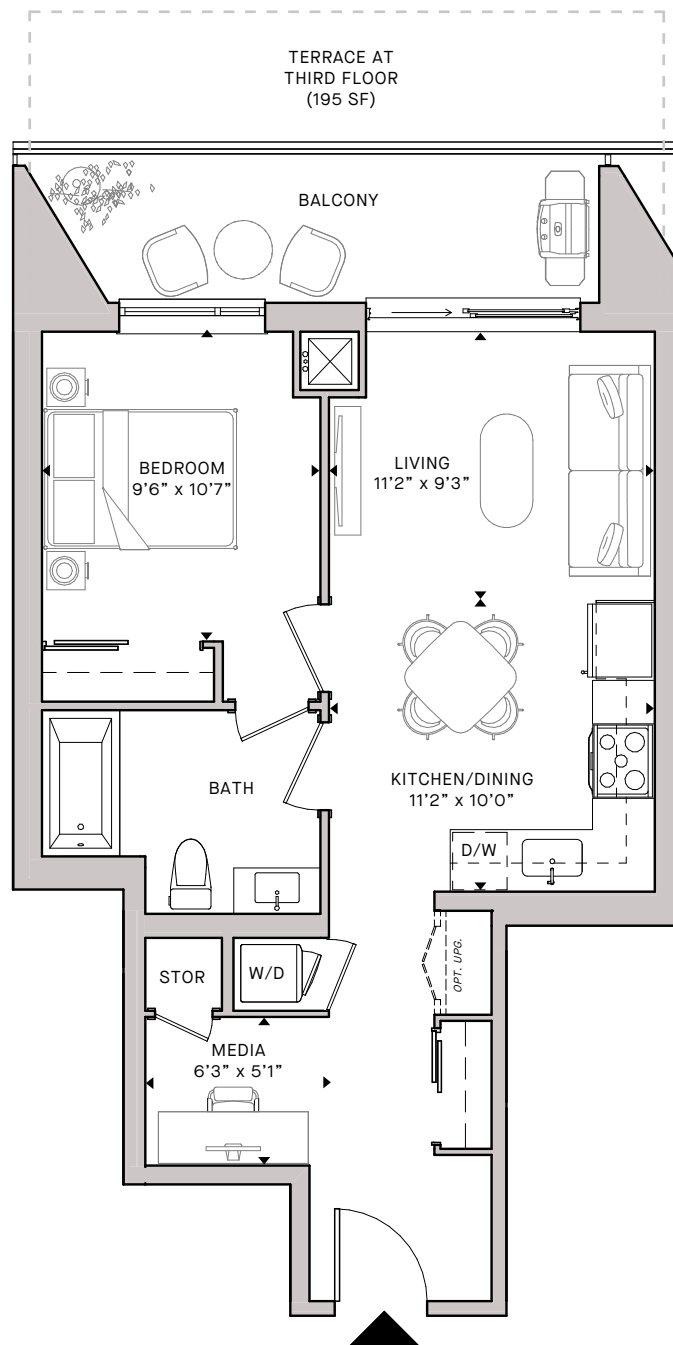 TERRACE AT
THIRD FLOOR
(195 SF)
BALCONY
BEDROOM
9’6” x 10’7”
LIVING
11’2” x 9’3”
KITCHEN/DINING
11’2” x 10’0”
BATH
D/W
STOR
W/D
OPT. UPG.
MEDIA
6’3” x 5’1”